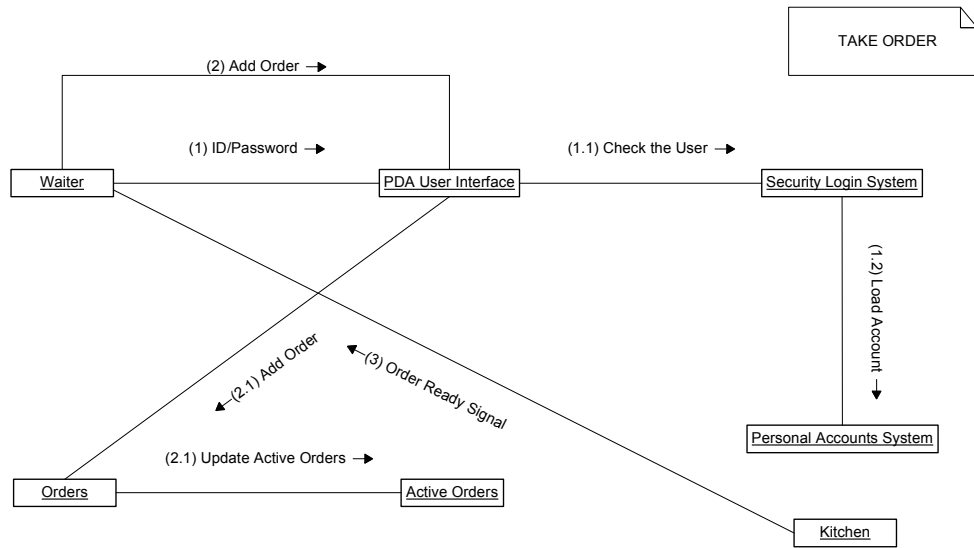 TAKE ORDER
(2) Add Order
(1) ID/Password
(1.1) Check the User
Waiter
PDA User Interface
Security Login System
(1.2) Load Account
(2.1) Add Order
(3) Order Ready Signal
Personal Accounts System
(2.1) Update Active Orders
Orders
Active Orders
Kitchen